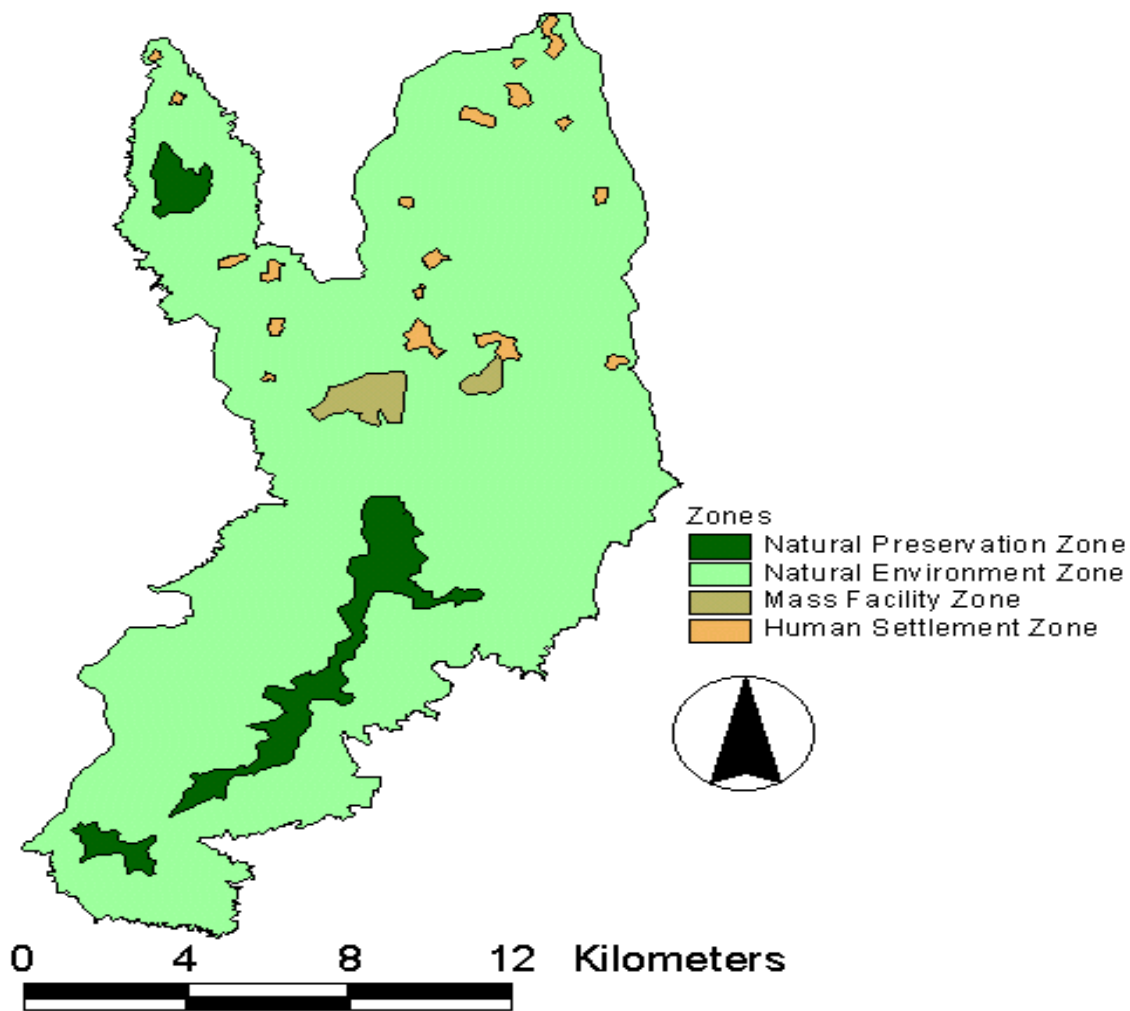 Zones
Natural Preservation Zone
Natural Environment Zone
Mass Facility Zone
Human Settlement Zone
0 4 8 12 Kilometers